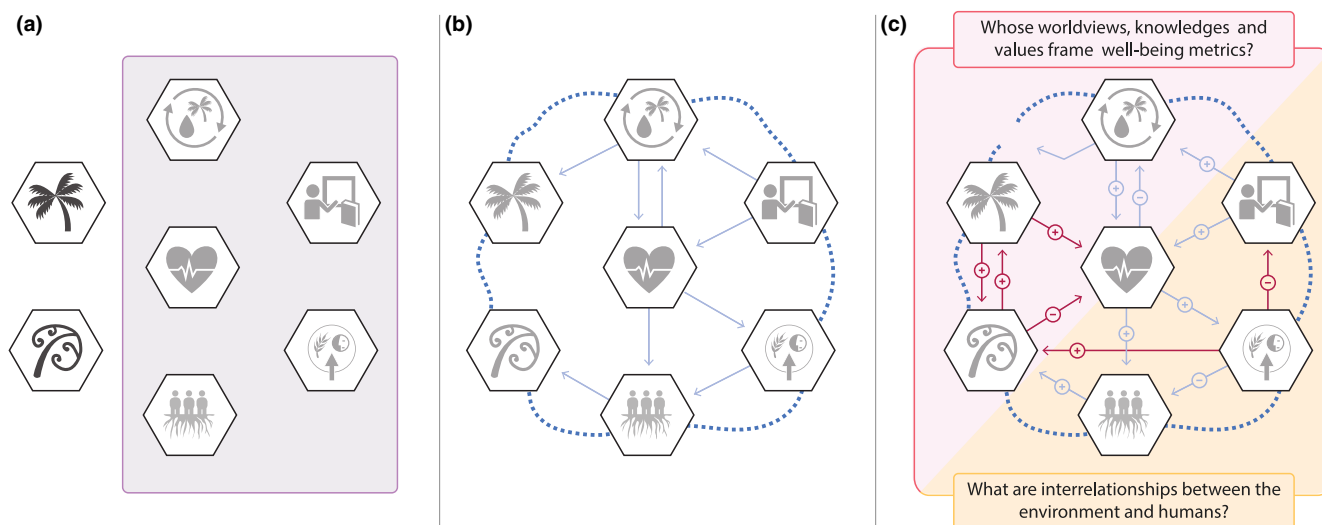 (a)
(b)
(c)
Whose worldviews, knowledges and
values frame well-being metrics?
+
−
+
+
+
+
+
−
−
+
+
+
+
−
What are interrelationships between the
environment and humans?